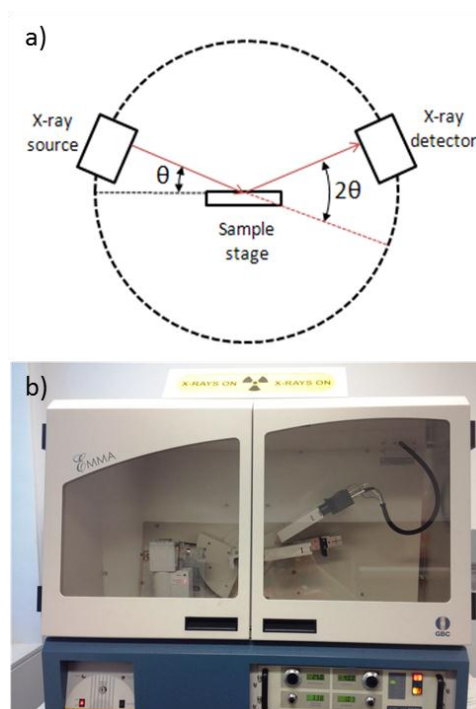 a)
X-ray
source
X-ray
detector
θ
2θ
Sample
stage
b)
X-RAYS ON X-RAYS ON
EMMA
GBC